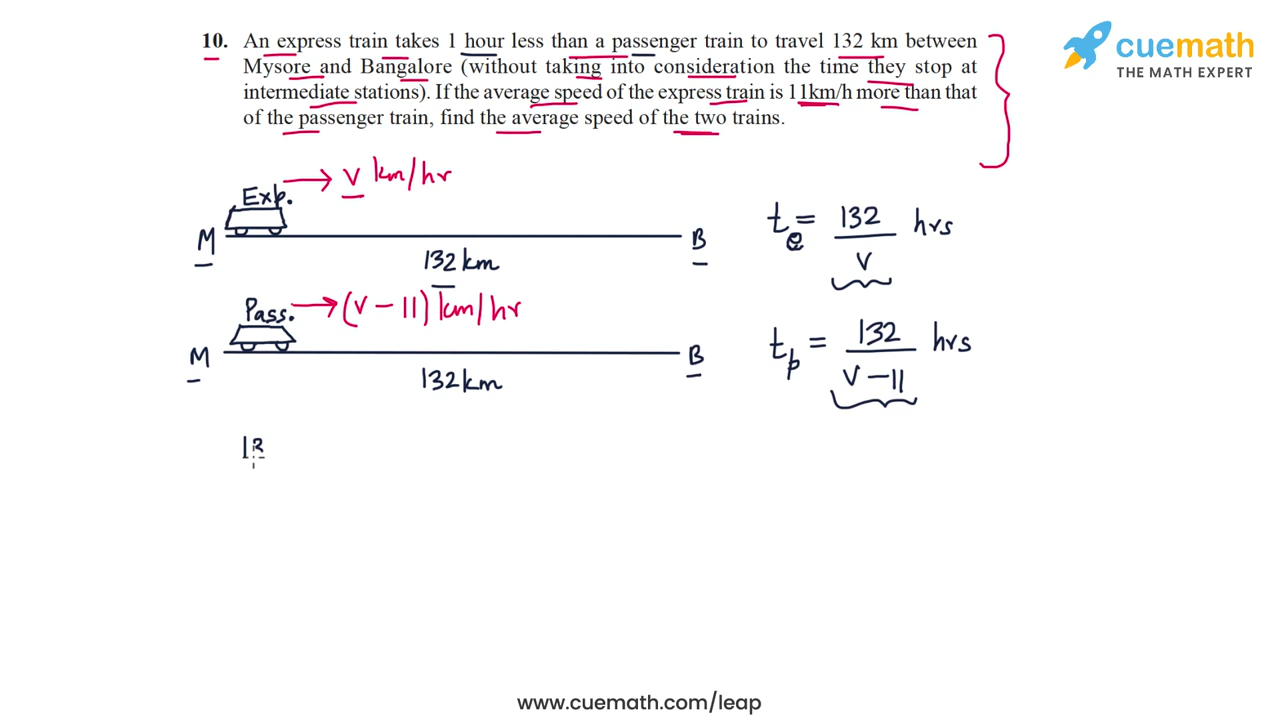 10. An express train takes 1 hour less than a passenger train to travel 132 km between
Mysore and Bangalore (without taking into consideration the time they stop at
intermediate stations). If the average speed of the express train is 11km/h more than that
of the passenger train, find the average speed of the two trains.
cuemath
THE MATH EXPERT
Exp. → v km/hr
M B
132 km
t_e = 132/v hrs
Pass. → (v - 11) km/hr
M B
132 km
t_p = 132/(v - 11) hrs
www.cuemath.com/leap